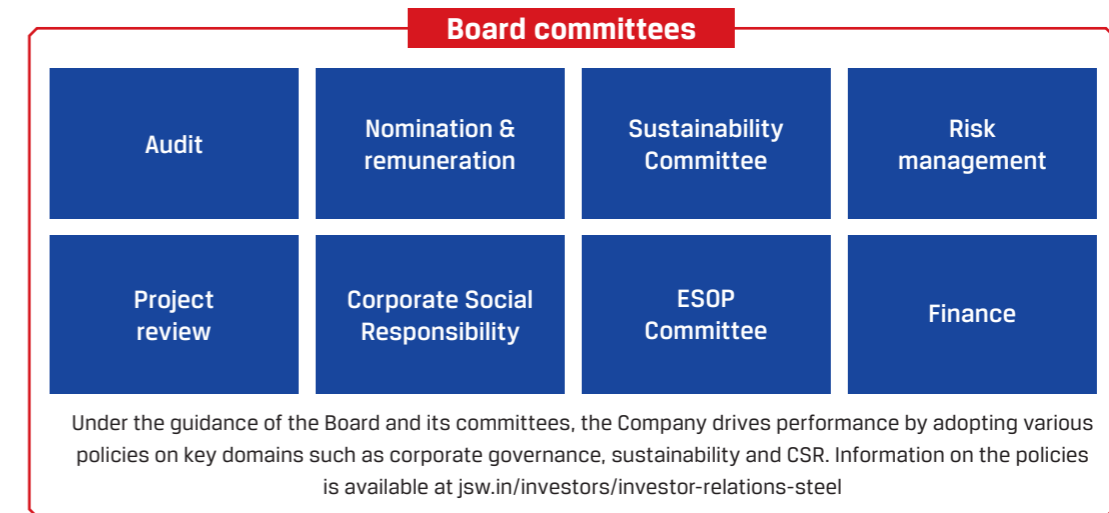 Board committees
Audit
Nomination &
remuneration
Sustainability
Committee
Risk
management
Project
review
Corporate Social
Responsibility
ESOP
Committee
Finance
Under the guidance of the Board and its committees, the Company drives performance by adopting various
policies on key domains such as corporate governance, sustainability and CSR. Information on the policies
is available at jsw.in/investors/investor-relations-steel